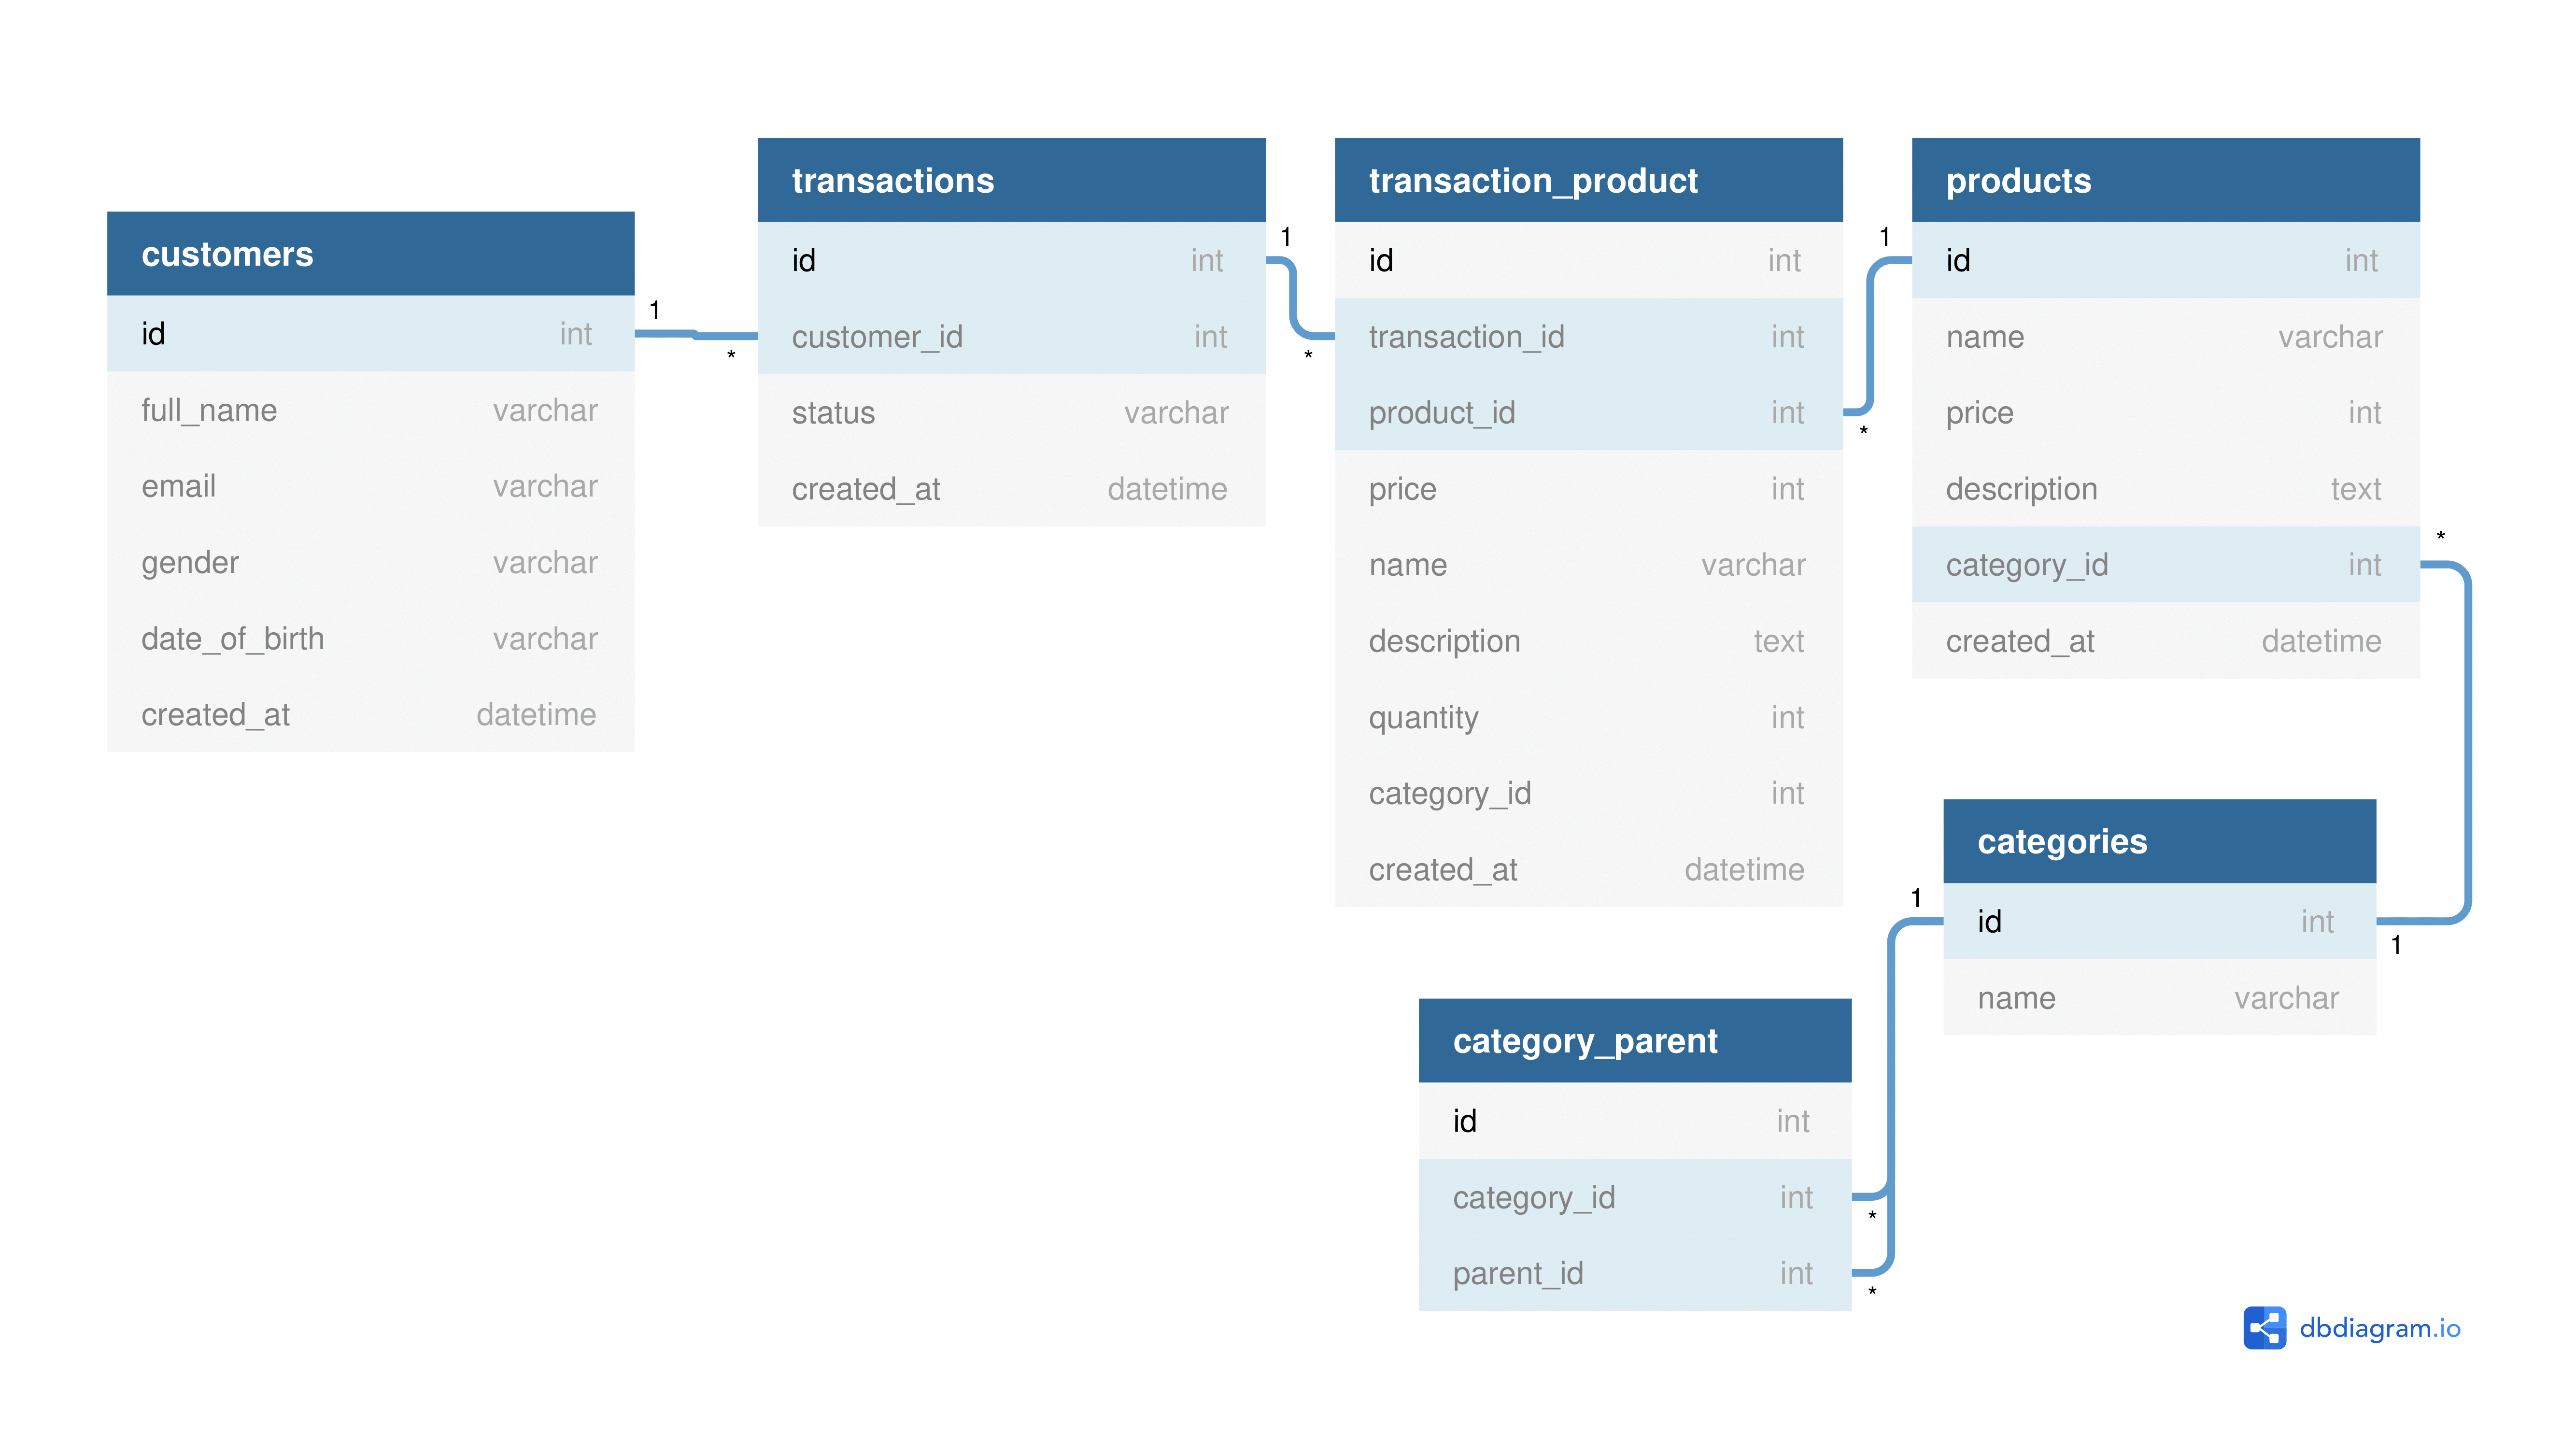 customers
id int
full_name varchar
email varchar
gender varchar
date_of_birth varchar
created_at datetime
1
*
transactions
id int
customer_id int
status varchar
created_at datetime
1
*
transaction_product
id int
transaction_id int
product_id int
price int
name varchar
description text
quantity int
category_id int
created_at datetime
1
*
products
id int
name varchar
price int
description text
category_id int
created_at datetime
*
1
categories
id int
name varchar
1
category_parent
id int
category_id int
parent_id int
*
*
dbdiagram.io